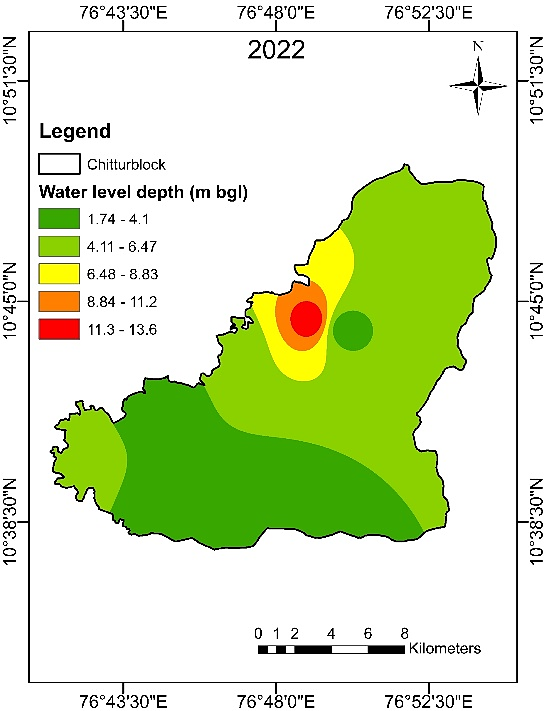 76°43'30"E 76°48'0"E 76°52'30"E
2022
N
10°51'30"N 10°51'30"N
Legend
Chitturblock
Water level depth (m bgl)
1.74 - 4.1
4.11 - 6.47
6.48 - 8.83
8.84 - 11.2
11.3 - 13.6
10°45'0"N 10°45'0"N
10°38'30"N 10°38'30"N
0 1 2 4 6 8
Kilometers
76°43'30"E 76°48'0"E 76°52'30"E